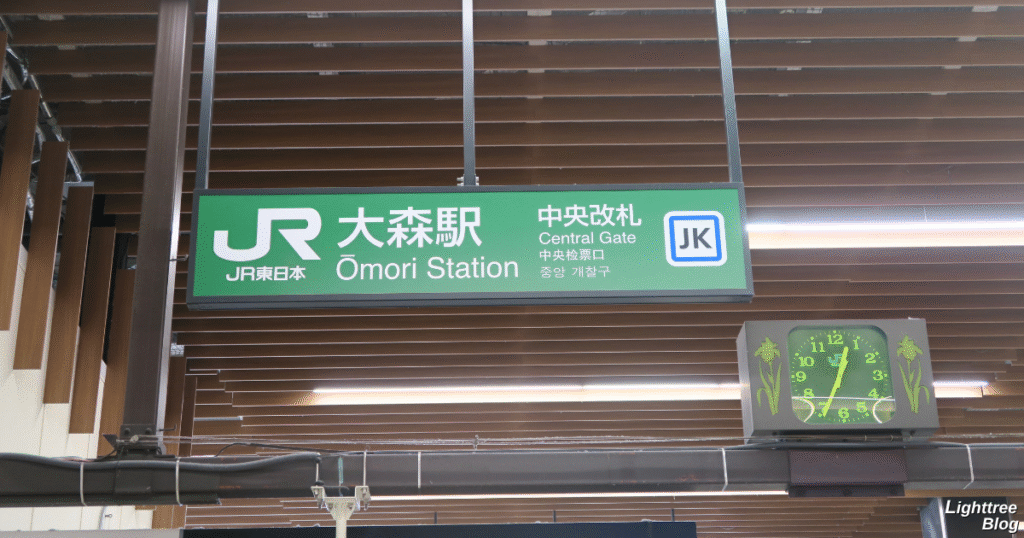 JR
JR東日本
大森駅
Ōmori Station
中央改札
Central Gate
中央检票口
중앙 개찰구
JK
12
11 1
10 2
9 3
8
7 6 5
Lighttree
Blog